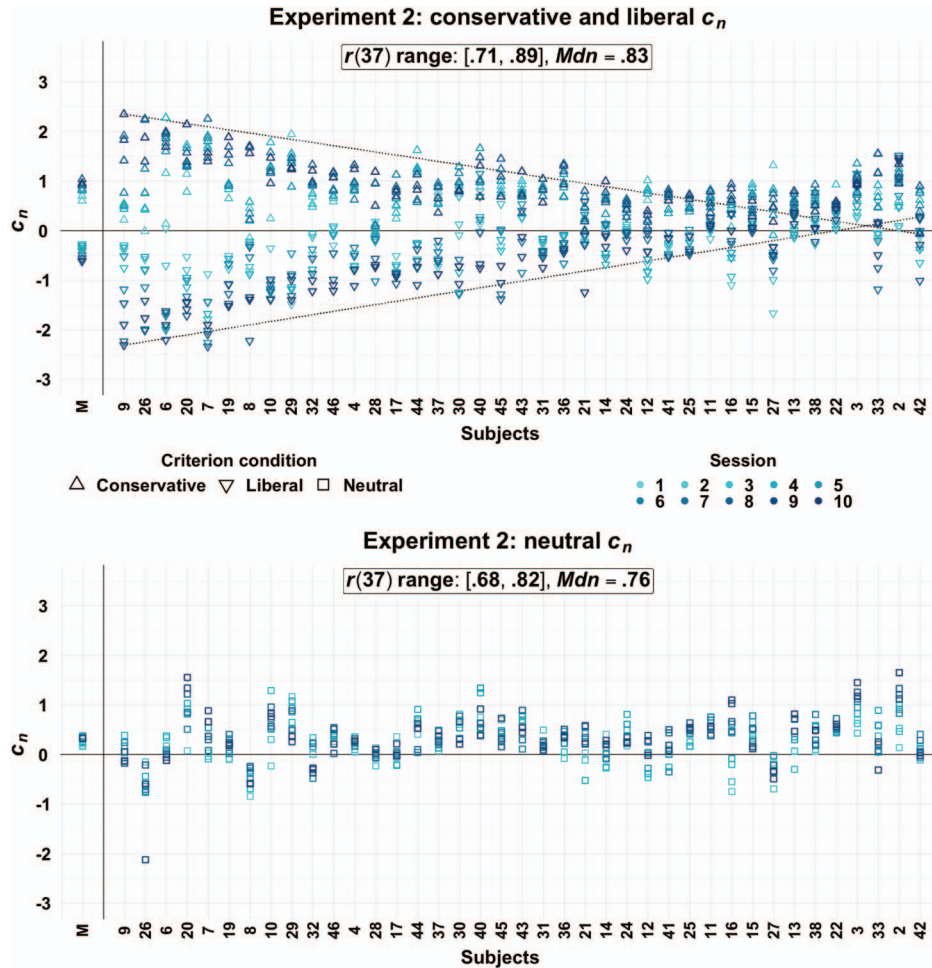 Experiment 2: conservative and liberal cn
r(37) range: [.71, .89], Mdn = .83
3
2
1
0
-1
-2
-3
cn
M 9 26 6 20 7 19 8 10 29 32 46 4 28 17 44 37 30 40 45 43 31 36 21 14 24 12 41 25 11 16 15 27 13 38 22 3 33 2 42
Subjects
Criterion condition
Conservative Liberal Neutral
Session
1 2 3 4 5
6 7 8 9 10
Experiment 2: neutral cn
r(37) range: [.68, .82], Mdn = .76
3
2
1
0
-1
-2
-3
cn
M 9 26 6 20 7 19 8 10 29 32 46 4 28 17 44 37 30 40 45 43 31 36 21 14 24 12 41 25 11 16 15 27 13 38 22 3 33 2 42
Subjects